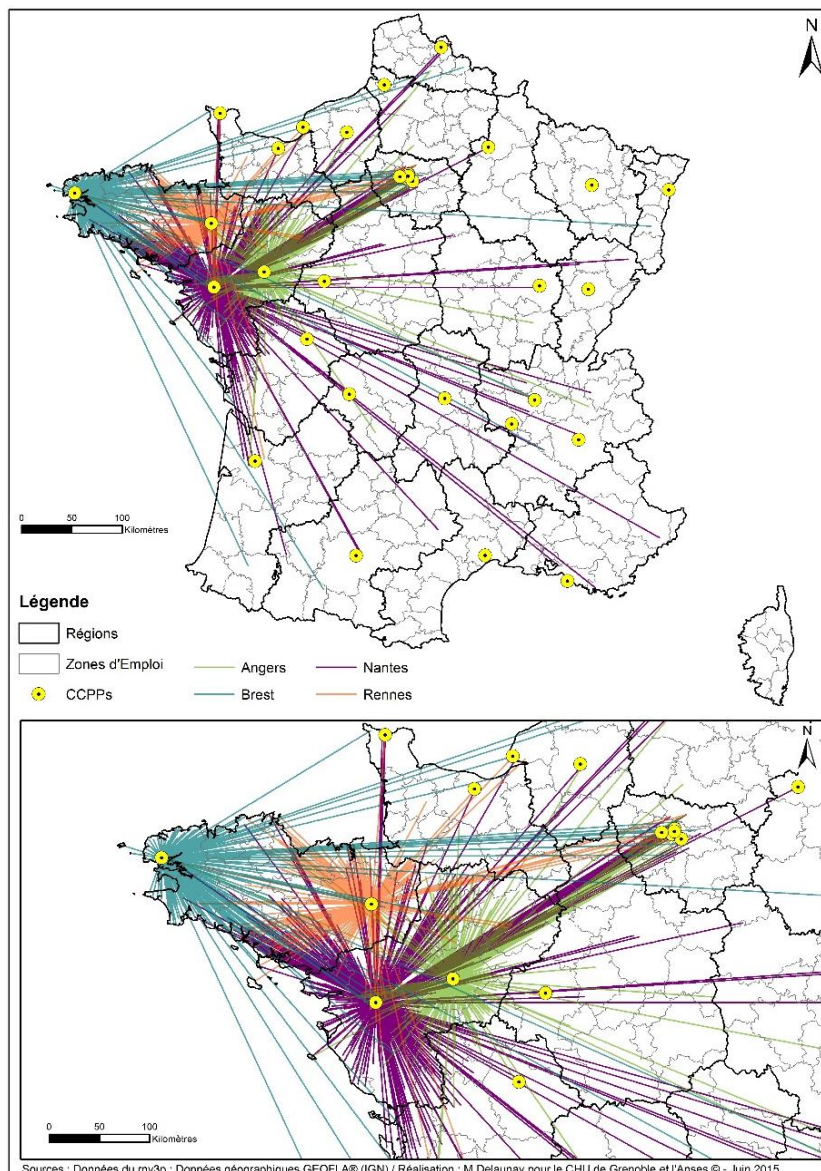 N
0 50 100
Kilomètres
Légende
Régions
Zones d'Emploi
CCPPs
Angers
Brest
Nantes
Rennes
N
0 50 100
Kilomètres
Sources : Données du rnv3p ; Données géographiques GEOFLA® (IGN) / Réalisation : M.Delaunay pour le CHU de Grenoble et l'Anses © - Juin 2015